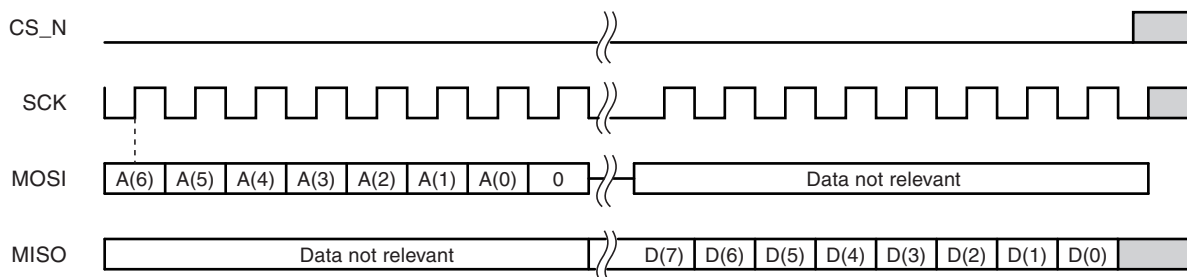 CS_N
SCK
MOSI A(6) A(5) A(4) A(3) A(2) A(1) A(0) 0 Data not relevant
MISO Data not relevant D(7) D(6) D(5) D(4) D(3) D(2) D(1) D(0)